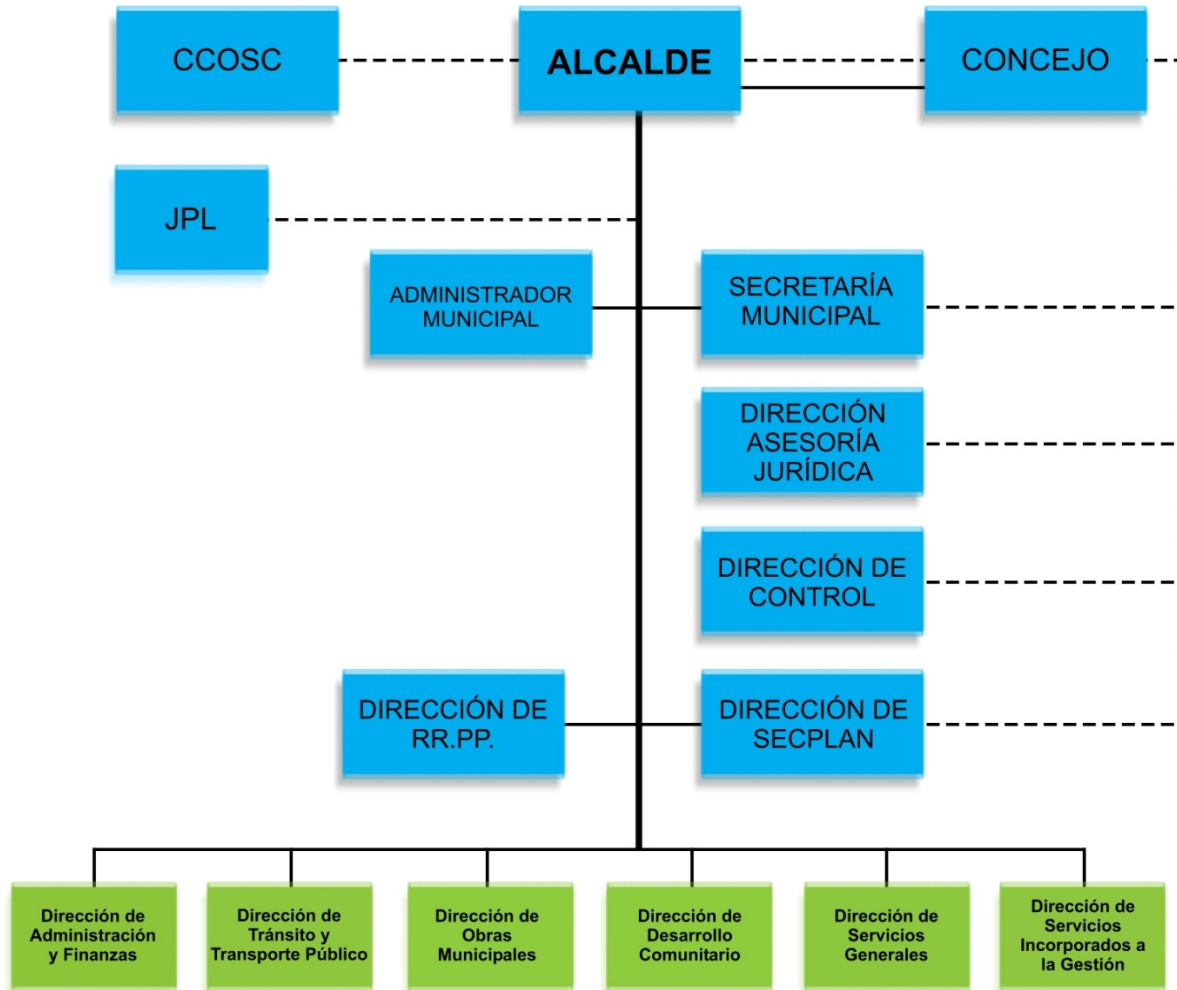 CCOSC
ALCALDE
CONCEJO
JPL
ADMINISTRADOR
MUNICIPAL
SECRETARÍA
MUNICIPAL
DIRECCIÓN
ASESORÍA
JURÍDICA
DIRECCIÓN DE
CONTROL
DIRECCIÓN DE
RR.PP.
DIRECCIÓN DE
SECPLAN
Dirección de
Administración
y Finanzas
Dirección de
Tránsito y
Transporte Público
Dirección de
Obras
Municipales
Dirección de
Desarrollo
Comunitario
Dirección de
Servicios
Generales
Dirección de
Servicios
Incorporados a
la Gestión